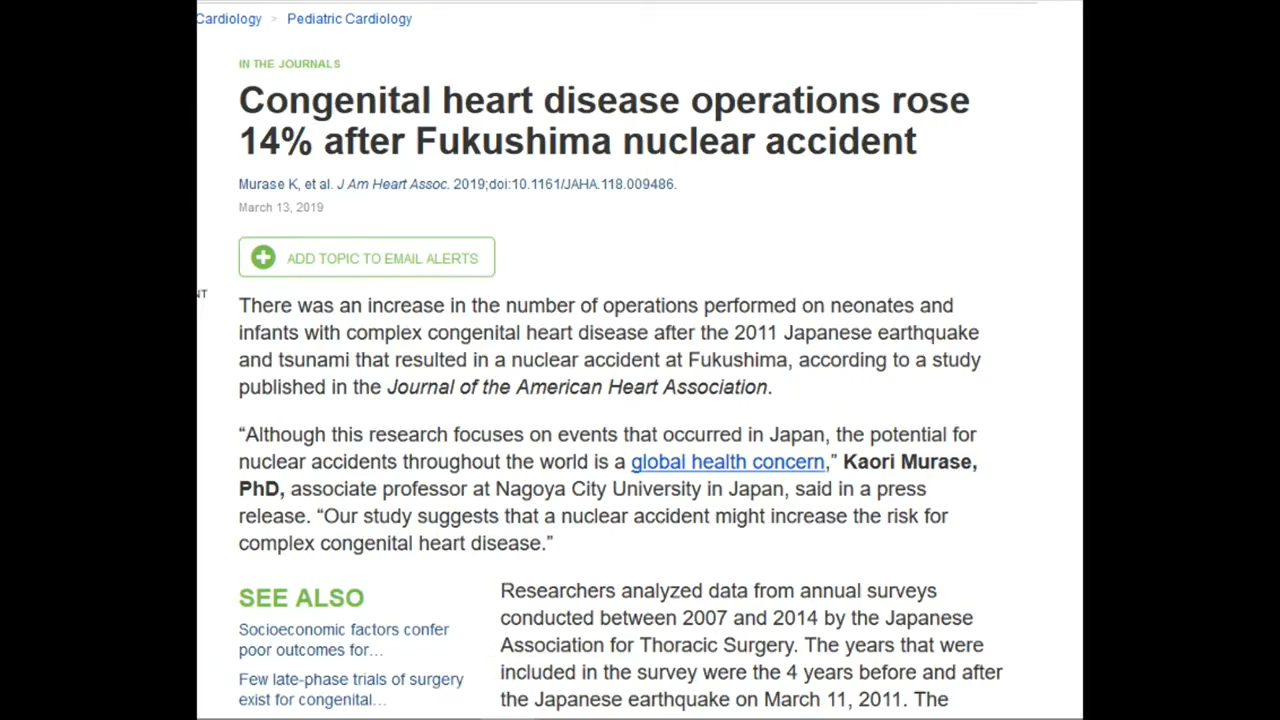 Cardiology > Pediatric Cardiology
IN THE JOURNALS
Congenital heart disease operations rose
14% after Fukushima nuclear accident
Murase K, et al. J Am Heart Assoc. 2019;doi:10.1161/JAHA.118.009486.
March 13, 2019
ADD TOPIC TO EMAIL ALERTS
There was an increase in the number of operations performed on neonates and
infants with complex congenital heart disease after the 2011 Japanese earthquake
and tsunami that resulted in a nuclear accident at Fukushima, according to a study
published in the Journal of the American Heart Association.
“Although this research focuses on events that occurred in Japan, the potential for
nuclear accidents throughout the world is a global health concern,” Kaori Murase,
PhD, associate professor at Nagoya City University in Japan, said in a press
release. “Our study suggests that a nuclear accident might increase the risk for
complex congenital heart disease.”
SEE ALSO
Socioeconomic factors confer
poor outcomes for…
Few late-phase trials of surgery
exist for congenital…
Researchers analyzed data from annual surveys
conducted between 2007 and 2014 by the Japanese
Association for Thoracic Surgery. The years that were
included in the survey were the 4 years before and after
the Japanese earthquake on March 11, 2011. The